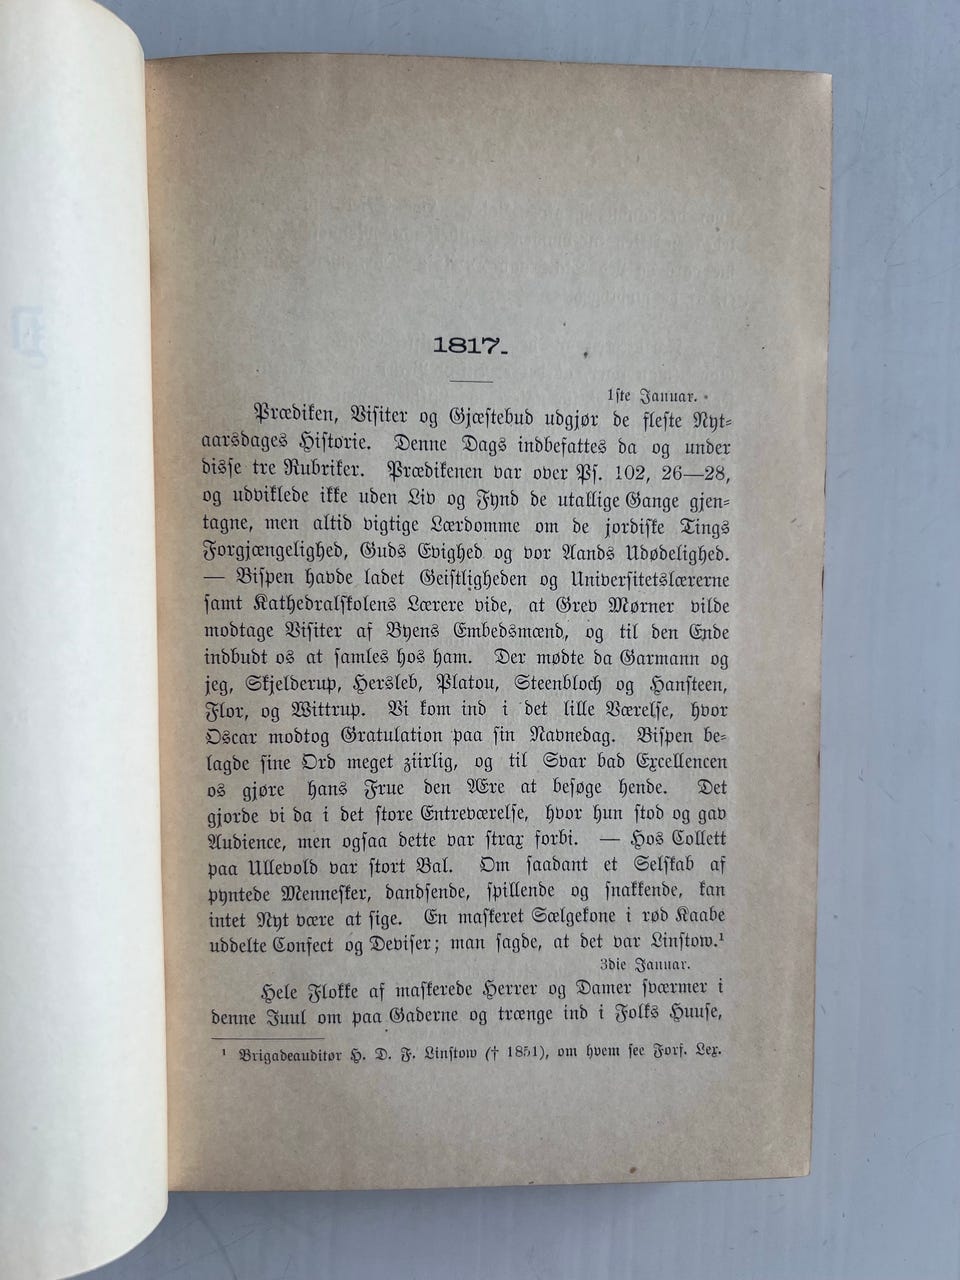 1817.
1ste Januar.
Prædiken, Visiter og Gjæstebud udgjør de fleste Nyt-
aarsdages Historie. Denne Dags indbefattes da og under
disse tre Rubriker. Prædikenen var over Ps. 102, 26—28,
og udviklede ikke uden Liv og Fynd de utallige Gange gjen-
tagne, men altid vigtige Lærdomme om de jordiske Tings
Forgjængelighed, Guds Evighed og vor Aands Udødelighed.
— Bispen havde ladet Geistligheden og Universitetslærerne
samt Kathedralskolens Lærere vide, at Grev Mørner vilde
modtage Visiter af Byens Embedsmænd, og til den Ende
indbudt os at samles hos ham. Der mødte da Garmann og
jeg, Skjelderup, Hersleb, Platou, Steenbloch og Hansteen,
Flor, og Wittrup. Vi kom ind i det lille Værelse, hvor
Oscar modtog Gratulation paa sin Navnedag. Bispen be-
lagde sine Ord meget ziirlig, og til Svar bad Excellencen
os gjøre hans Frue den Ære at besøge hende. Det
gjorde vi da i det store Entreværelse, hvor hun stod og gav
Audience, men ogsaa dette var strax forbi. — Hos Collett
paa Ullevold var stort Bal. Om saadant et Selskab af
pyntede Mennesker, dandsende, spillende og snakkende, kan
intet Nyt være at sige. En maskeret Sælgekone i rød Kaabe
uddelte Confect og Deviser; man sagde, at det var Linstow.¹
3die Januar.
Hele Flokke af maskerede Herrer og Damer sværmer i
denne Juul om paa Gaderne og trænge ind i Folks Huuse,
¹ Brigadeauditør H. D. F. Linstow († 1851), om hvem see Forf. Lex.